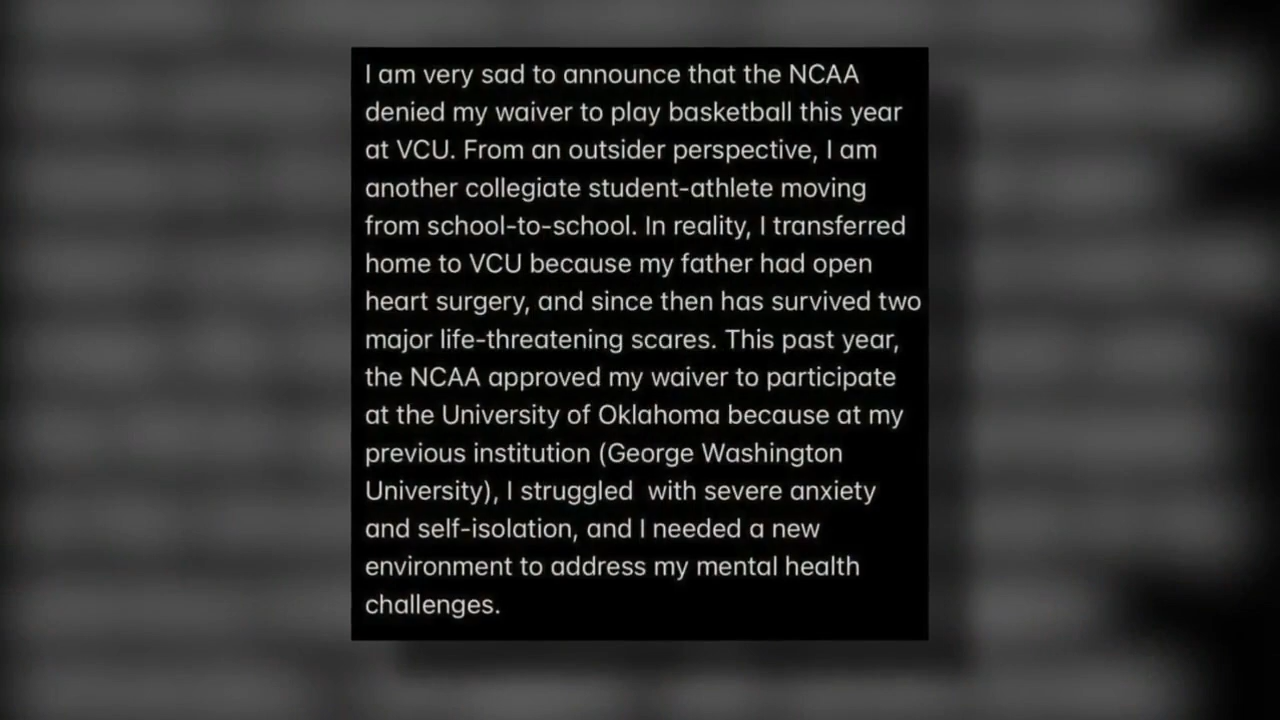 I am very sad to announce that the NCAA
denied my waiver to play basketball this year
at VCU. From an outsider perspective, I am
another collegiate student-athlete moving
from school-to-school. In reality, I transferred
home to VCU because my father had open
heart surgery, and since then has survived two
major life-threatening scares. This past year,
the NCAA approved my waiver to participate
at the University of Oklahoma because at my
previous institution (George Washington
University), I struggled  with severe anxiety
and self-isolation, and I needed a new
environment to address my mental health
challenges.